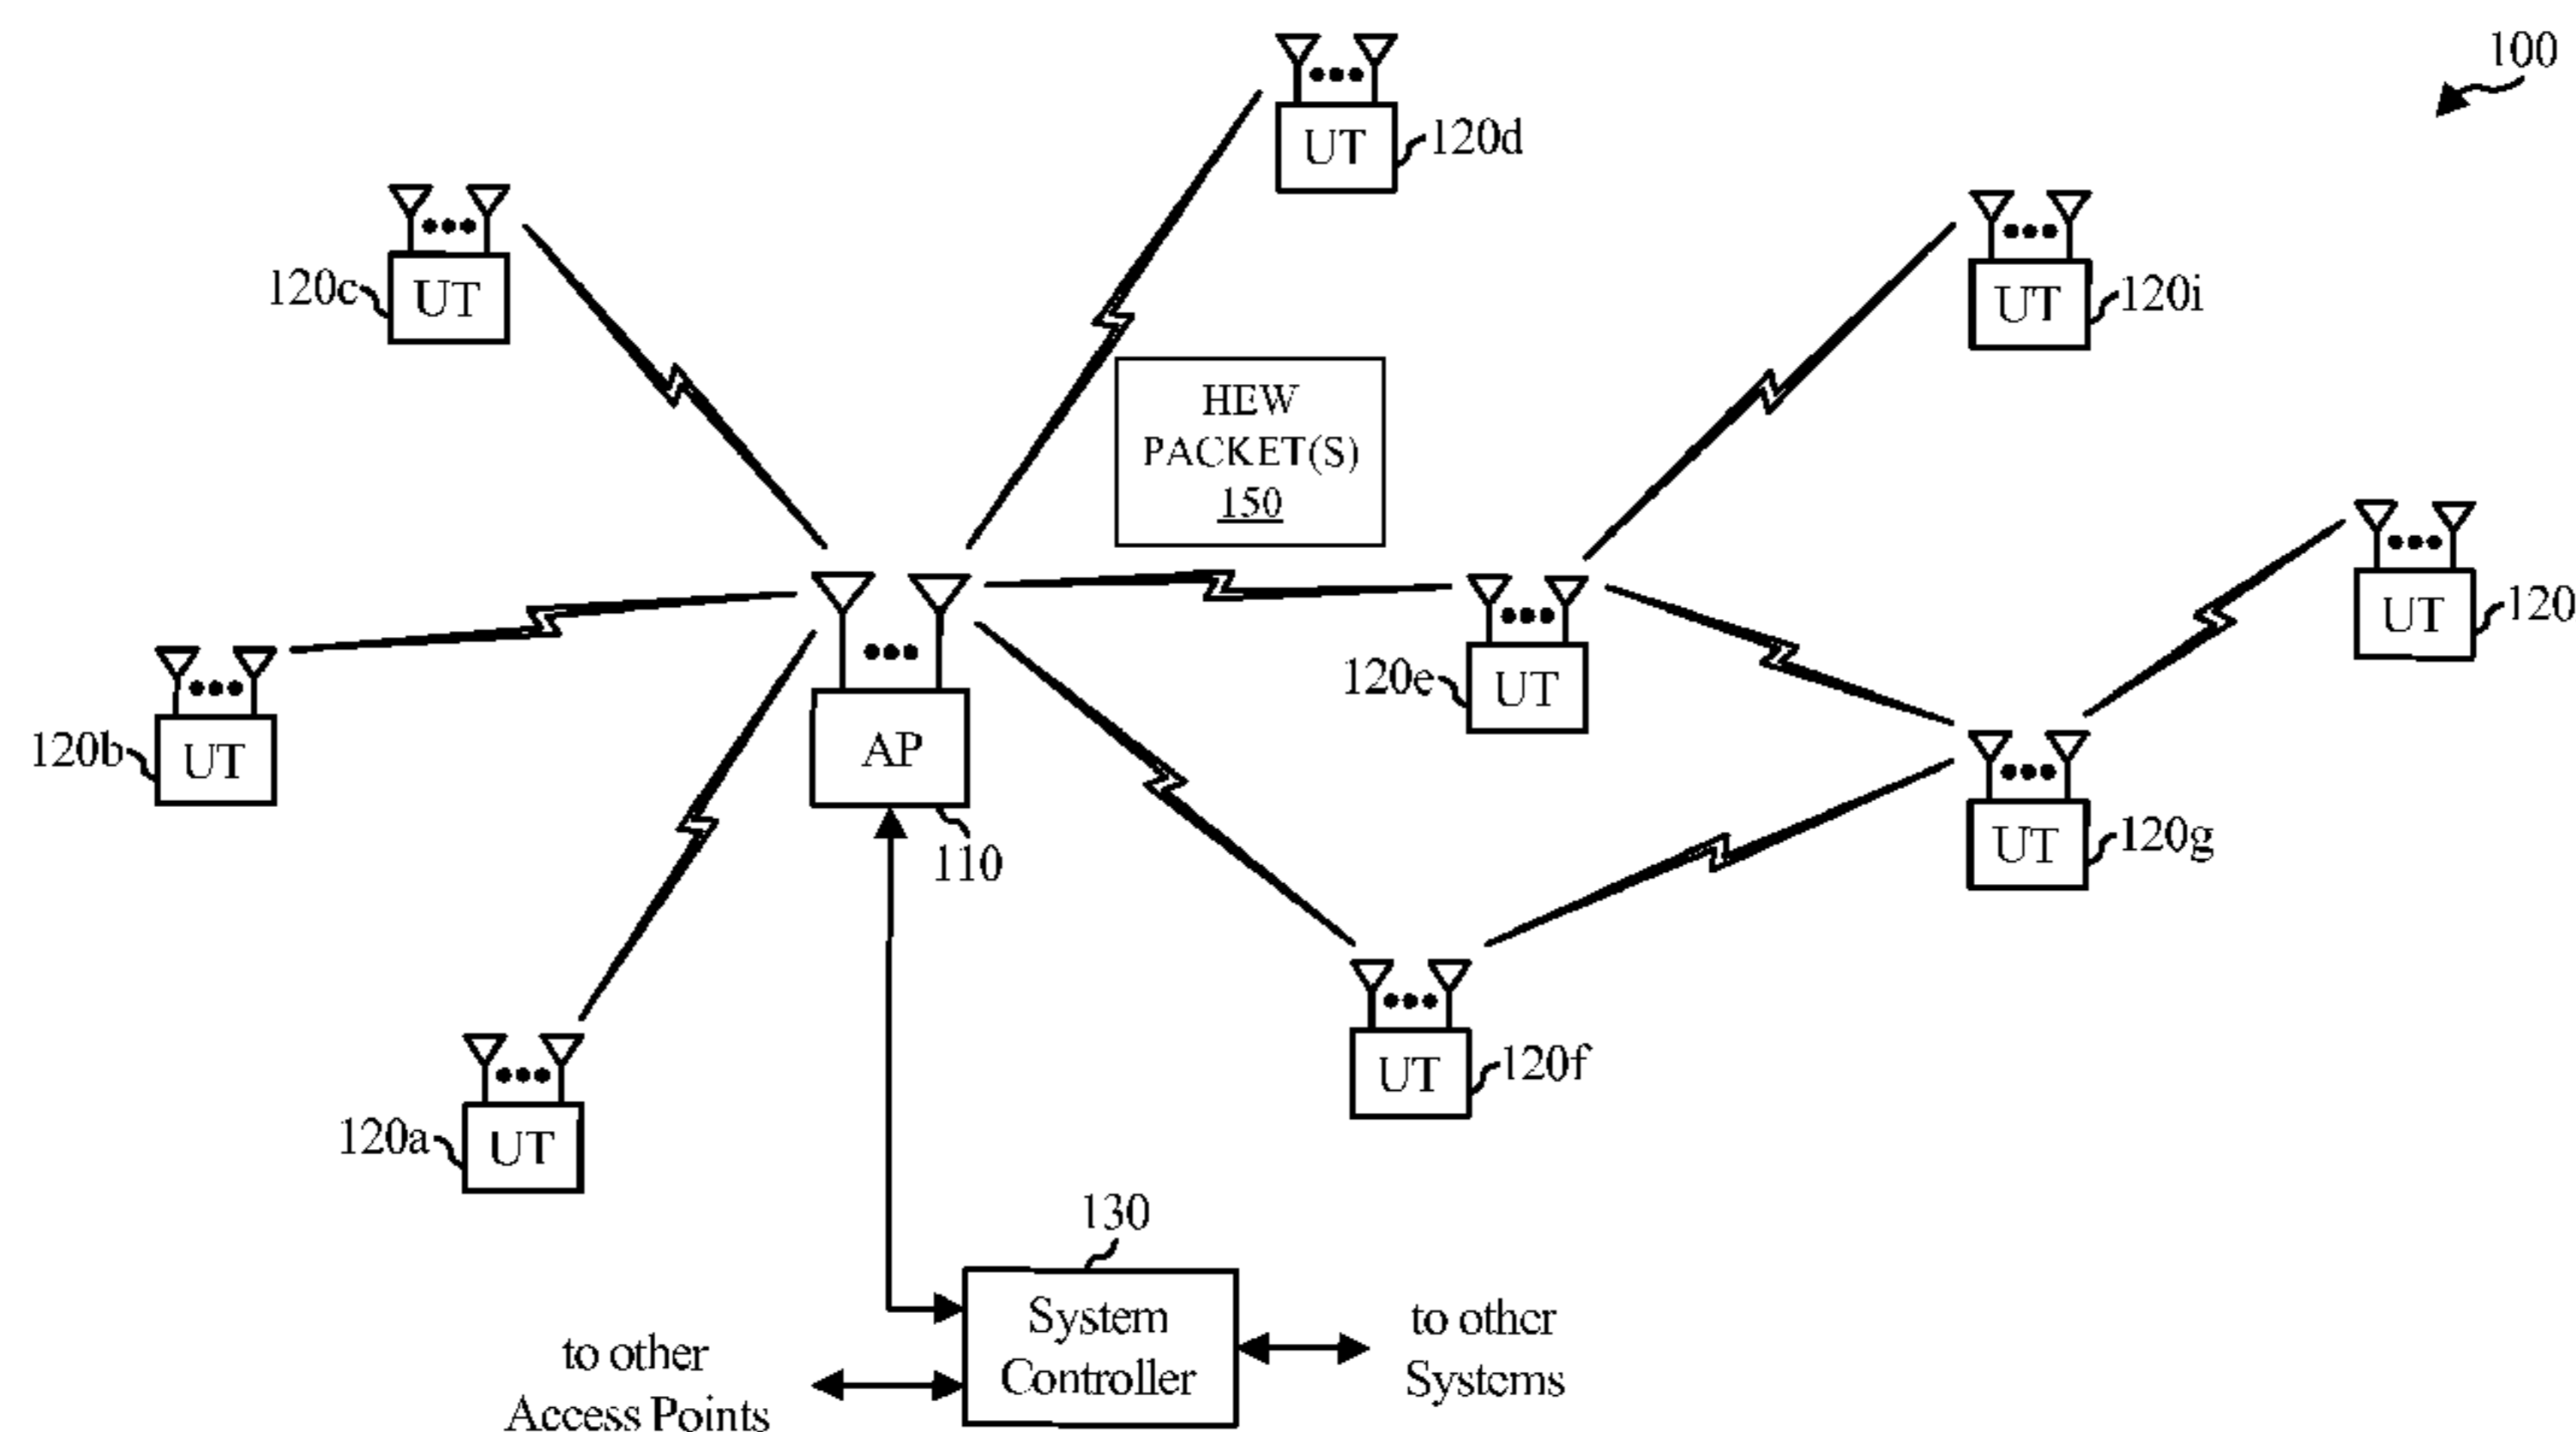 100
UT
120d
UT
120c
UT
120i
HEW
PACKET(S)
150
UT
120
UT
120e
UT
120b
AP
110
UT
120g
UT
120f
UT
120a
130
System
Controller
to other
Access Points
to other
Systems